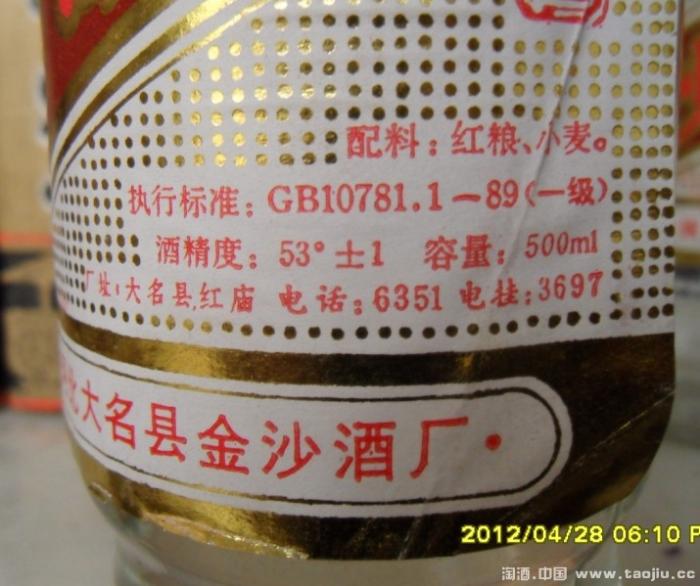 配料：红粮、小麦。
执行标准：GB10781.1—89(一级)
酒精度：53°±1 容量：500ml
厂址：大名县,红庙 电话：6351 电挂：3697
北大名县金沙酒厂·
2012/04/28 06:10 P
淘酒.中国 www.taojiu.cc